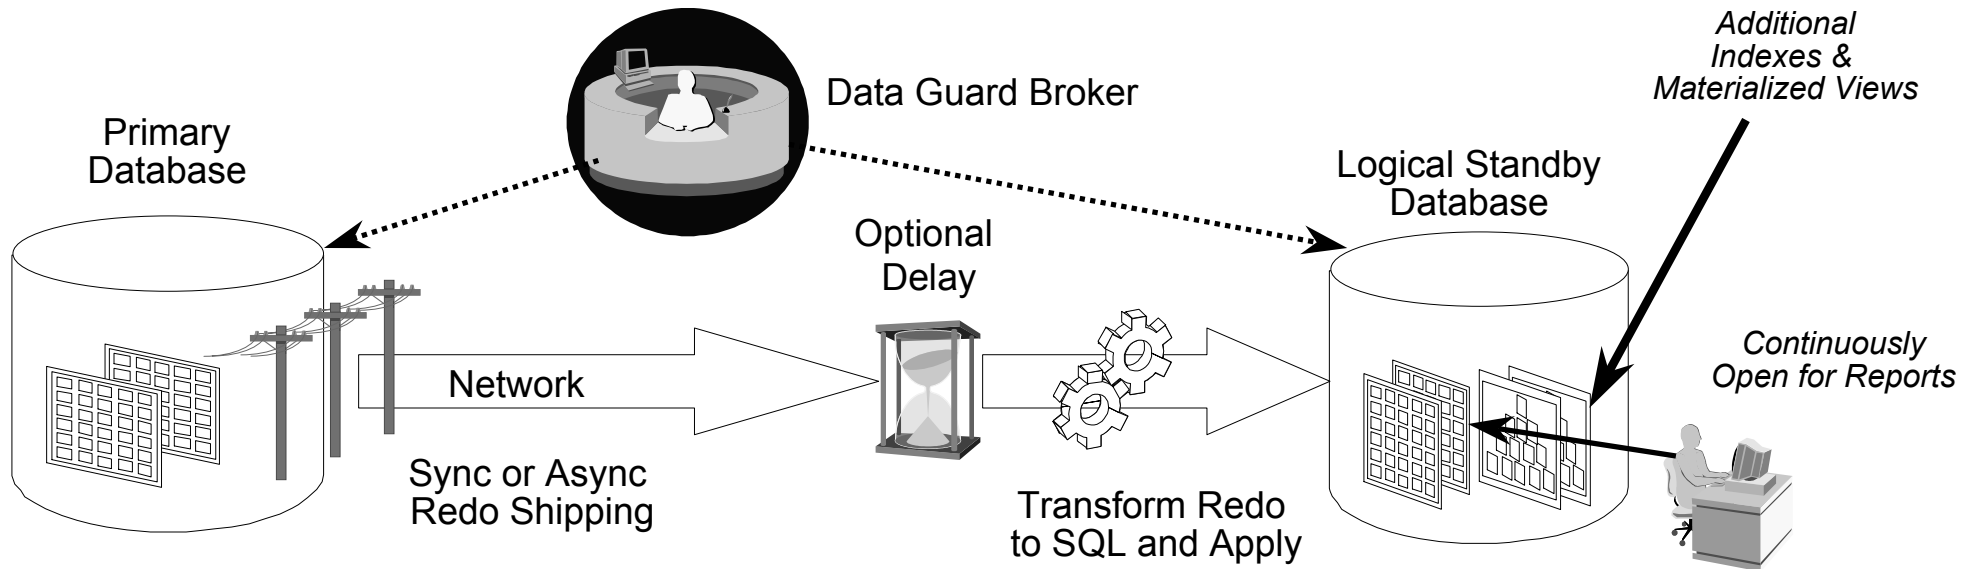 Primary
Database
Data Guard Broker
Additional
Indexes &
Materialized Views
Logical Standby
Database
Optional
Delay
Network
Sync or Async
Redo Shipping
Transform Redo
to SQL and Apply
Continuously
Open for Reports